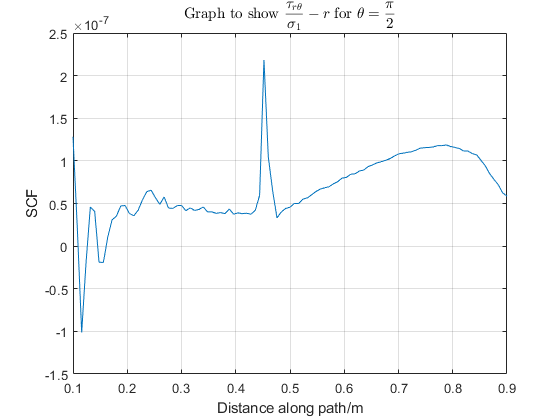 Graph to show τrθ/σ1 − r for θ = π/2
×10-7
2.5
2
1.5
1
0.5
0
-0.5
-1
-1.5
SCF
0.1 0.2 0.3 0.4 0.5 0.6 0.7 0.8 0.9
Distance along path/m